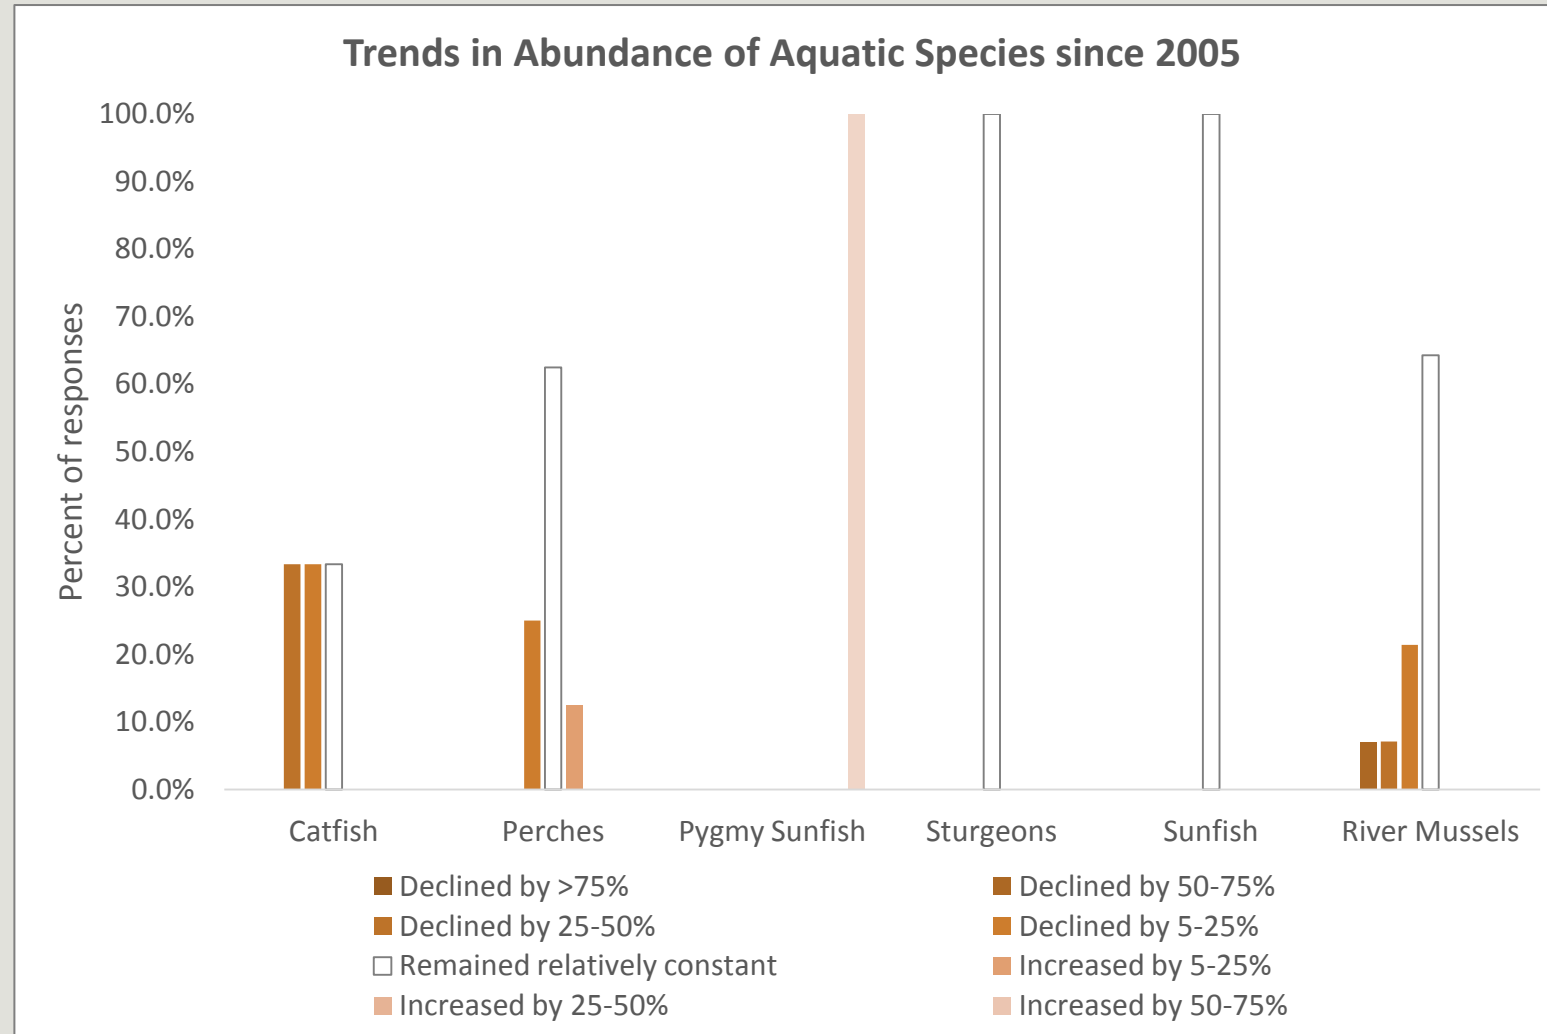 Trends in Abundance of Aquatic Species since 2005
Percent of responses
100.0%
90.0%
80.0%
70.0%
60.0%
50.0%
40.0%
30.0%
20.0%
10.0%
0.0%
Catfish Perches Pygmy Sunfish Sturgeons Sunfish River Mussels
Declined by >75% Declined by 50-75%
Declined by 25-50% Declined by 5-25%
Remained relatively constant Increased by 5-25%
Increased by 25-50% Increased by 50-75%